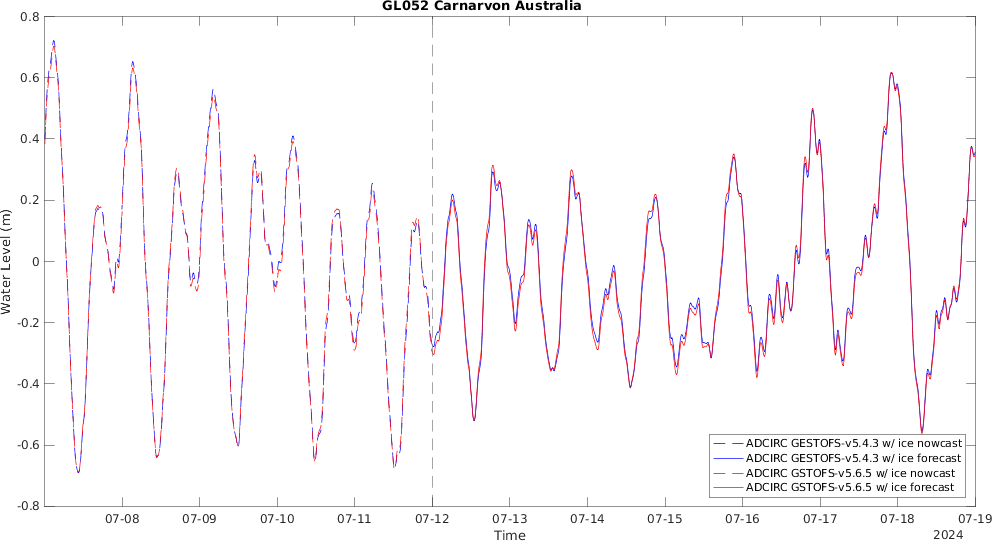 GL052 Carnarvon Australia
0.8
0.6
0.4
0.2
0
-0.2
-0.4
-0.6
-0.8
Water Level (m)
ADCIRC GESTOFS-v5.4.3 w/ ice nowcast
ADCIRC GESTOFS-v5.4.3 w/ ice forecast
ADCIRC GSTOFS-v5.6.5 w/ ice nowcast
ADCIRC GSTOFS-v5.6.5 w/ ice forecast
07-08 07-09 07-10 07-11 07-12 07-13 07-14 07-15 07-16 07-17 07-18 07-19
Time
2024